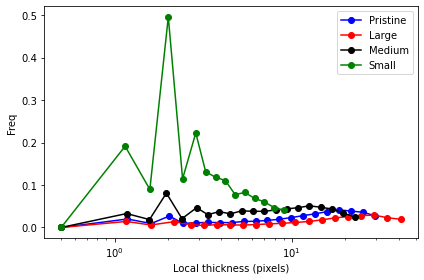 0.5
0.4
0.3
0.2
0.1
0.0
Freq
Pristine
Large
Medium
Small
10⁰
10¹
Local thickness (pixels)